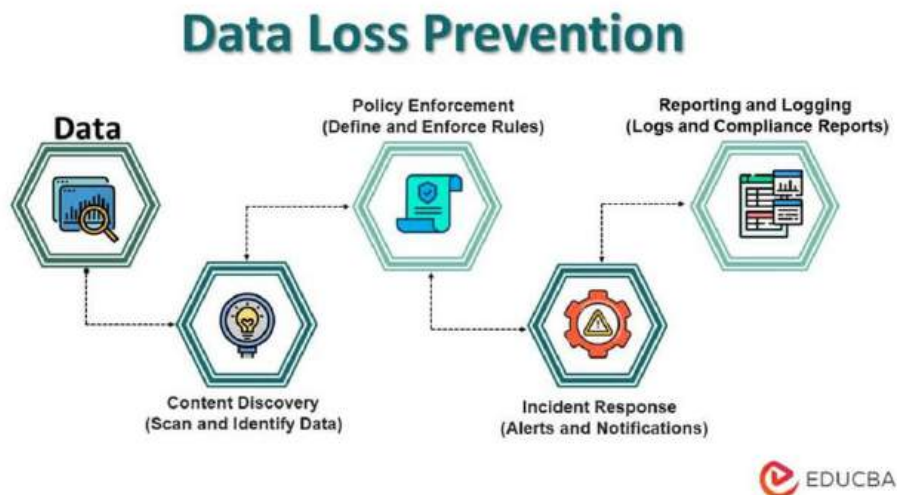 Data Loss Prevention
Data
Content Discovery
(Scan and Identify Data)
Policy Enforcement
(Define and Enforce Rules)
Incident Response
(Alerts and Notifications)
Reporting and Logging
(Logs and Compliance Reports)
EDUCBA